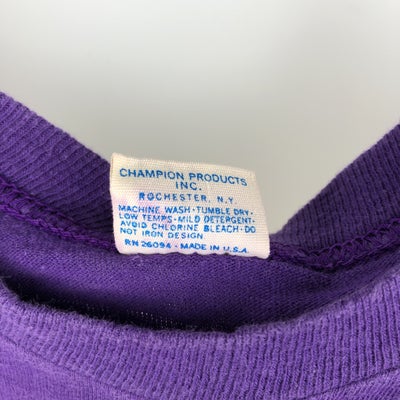 CHAMPION PRODUCTS
INC.
ROCHESTER, N.Y.
MACHINE WASH·TUMBLE DRY·
LOW TEMPS·MILD DETERGENT·
AVOID CHLORINE BLEACH·DO
NOT IRON DESIGN.
RN 26094 · MADE IN U.S.A.